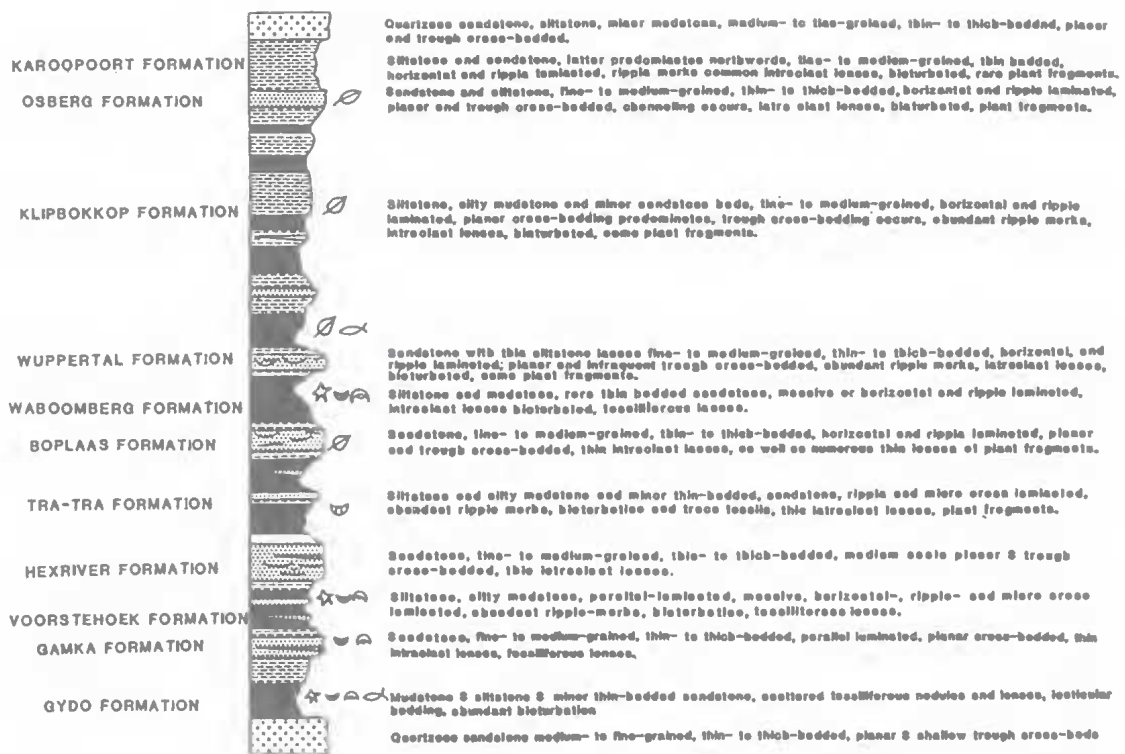 Quartzose sandstone, siltstone, minor mudstone, medium- to fine-grained, thin- to thick-bedded, planar
and trough cross-bedded.
KAROOPOORT FORMATION
Siltstone and sandstone, latter predominates northwards, fine- to medium-grained, thin bedded,
horizontal and ripple laminated, ripple marks common intraclast lenses, bioturbated, rare plant fragments.
OSBERG FORMATION
Sandstone and siltstone, fine- to medium-grained, thin- to thick-bedded, horizontal and ripple laminated,
planar and trough cross-bedded, channeling occurs, intra clast lenses, bioturbated, plant fragments.
KLIPBOKKOP FORMATION
Siltstone, silty mudstone and minor sandstone beds, fine- to medium-grained, horizontal and ripple
laminated, planar cross-bedding predominates, trough cross-bedding occurs, abundant ripple marks,
intraclast lenses, bioturbated, some plant fragments.
WUPPERTAL FORMATION
Sandstone with thin siltstone lenses fine- to medium-grained, thin- to thick-bedded, horizontal, and
ripple laminated; planar and infrequent trough cross-bedded, abundant ripple marks, intraclast lenses,
bioturbated, some plant fragments.
WABOOMBERG FORMATION
Siltstone and mudstone, rare thin bedded sandstone, massive or horizontal and ripple laminated,
intraclast lenses bioturbated, fossiliferous lenses.
BOPLAAS FORMATION
Sandstone, fine- to medium-grained, thin- to thick-bedded, horizontal and ripple laminated, planar
and trough cross-bedded, thin intraclast lenses, as well as numerous thin lenses of plant fragments.
TRA-TRA FORMATION
Siltstone and silty mudstone and minor thin-bedded, sandstone, ripple and micro cross laminated,
abundant ripple marks, bioturbation and trace fossils, thin intraclast lenses, plant fragments.
HEXRIVER FORMATION
Sandstone, fine- to medium-grained, thin- to thick-bedded, medium scale planar & trough
cross-bedded, thin intraclast lenses.
VOORSTEHOEK FORMATION
Siltstone, silty mudstone, parallel-laminated, massive, horizontal-, ripple- and micro cross
laminated, abundant ripple-marks, bioturbation, fossiliferous lenses.
GAMKA FORMATION
Sandstone, fine- to medium-grained, thin- to thick-bedded, parallel luminated, planar cross-bedded, thin
intraclast lenses, fossiliferous lenses.
GYDO FORMATION
Mudstone & siltstone & minor thin-bedded sandstone, scattered fossiliferous nodules and lenses, lenticular
bedding, abundant bioturbation
Quartzose sandstone medium- to fine-grained, thin- to thick-bedded, planar & shallow trough cross-beds